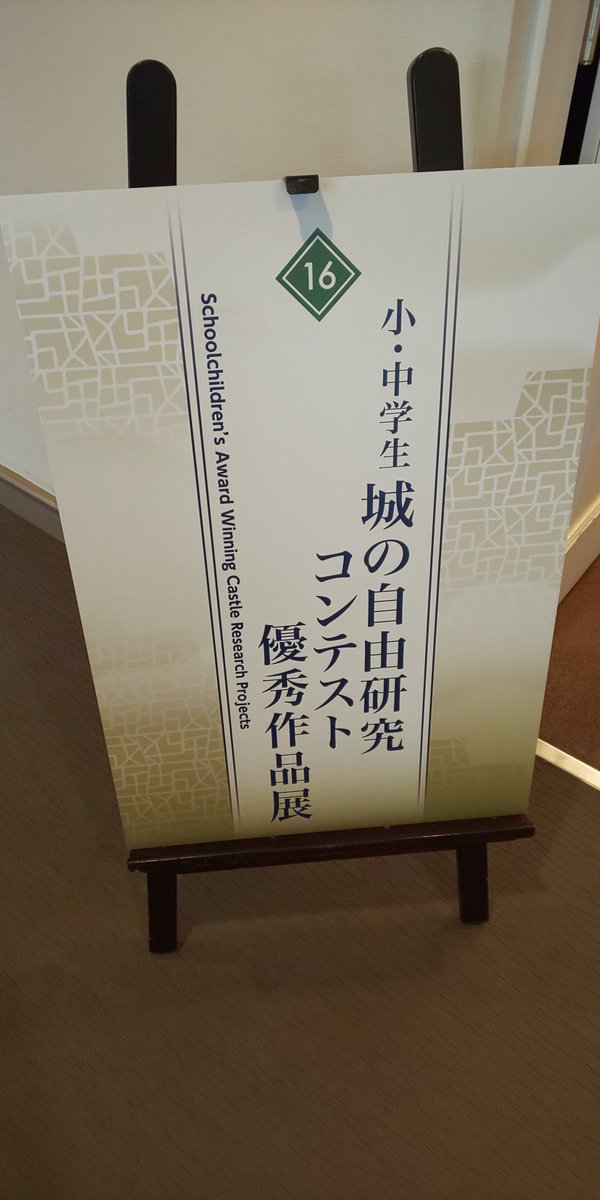 16
小・中学生 城の自由研究
コンテスト
優秀作品展
Schoolchildren's Award Winning Castle Research Projects